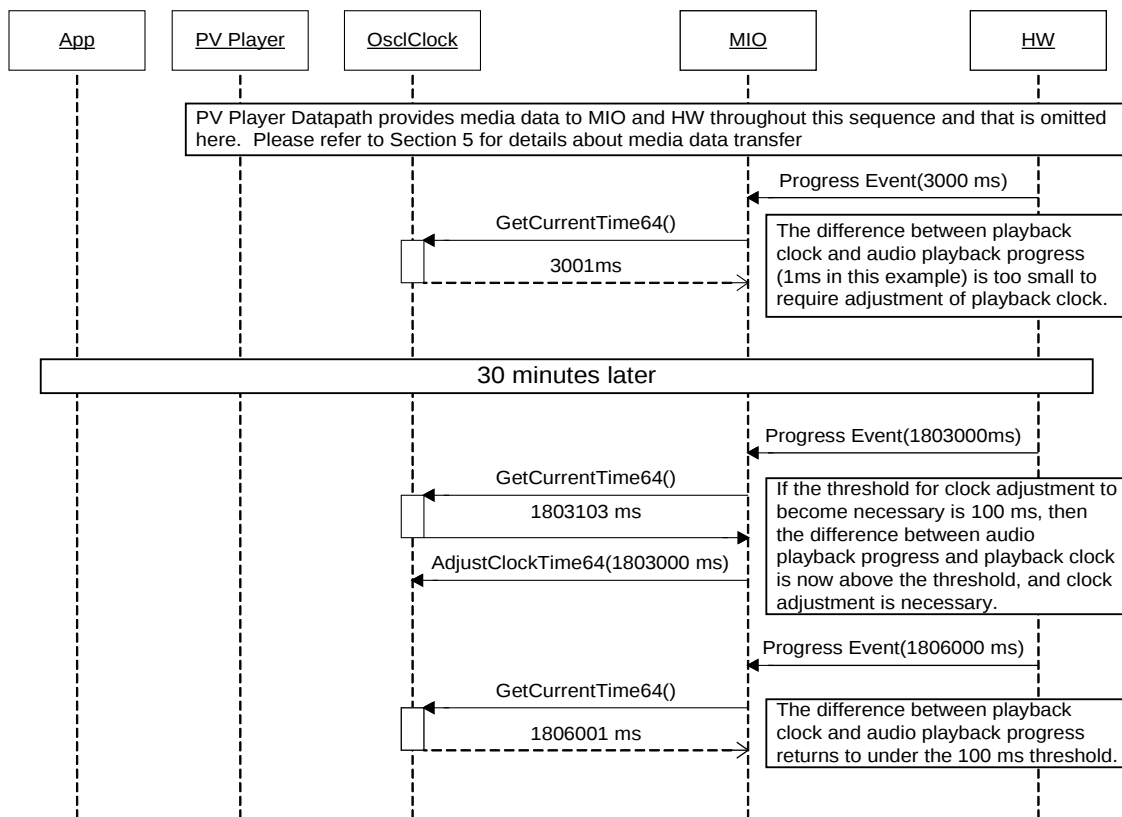 App
PV Player
OsclClock
MIO
HW
PV Player Datapath provides media data to MIO and HW throughout this sequence and that is omitted
here.  Please refer to Section 5 for details about media data transfer
Progress Event(3000 ms)
GetCurrentTime64()
3001ms
The difference between playback
clock and audio playback progress
(1ms in this example) is too small to
require adjustment of playback clock.
30 minutes later
Progress Event(1803000ms)
GetCurrentTime64()
1803103 ms
AdjustClockTime64(1803000 ms)
If the threshold for clock adjustment to
become necessary is 100 ms, then
the difference between audio
playback progress and playback clock
is now above the threshold, and clock
adjustment is necessary.
Progress Event(1806000 ms)
GetCurrentTime64()
1806001 ms
The difference between playback
clock and audio playback progress
returns to under the 100 ms threshold.